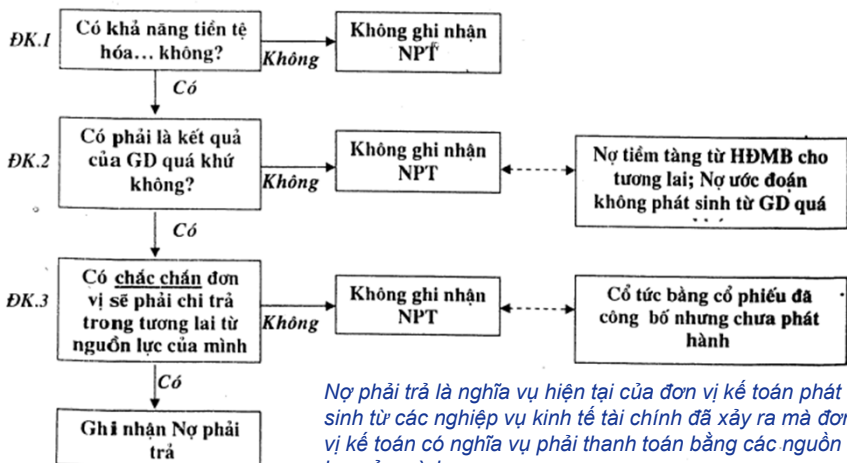 ĐK.1
Có khả năng tiền tệ
hóa... không?
Không
Không ghi nhận
NPT
Có
ĐK.2
Có phải là kết quả
của GD quá khứ
không?
Không
Không ghi nhận
NPT
Nợ tiềm tàng từ HĐMB cho
tương lai; Nợ ước đoán
không phát sinh từ GD quá
Có
ĐK.3
Có chắc chắn đơn
vị sẽ phải chi trả
trong tương lai từ
nguồn lực của mình
Không
Không ghi nhận
NPT
Cổ tức bằng cổ phiếu đã
công bố nhưng chưa phát
hành
Có
Ghi nhận Nợ phải
trả
Nợ phải trả là nghĩa vụ hiện tại của đơn vị kế toán phát
sinh từ các nghiệp vụ kinh tế tài chính đã xảy ra mà đơn
vị kế toán có nghĩa vụ phải thanh toán bằng các nguồn